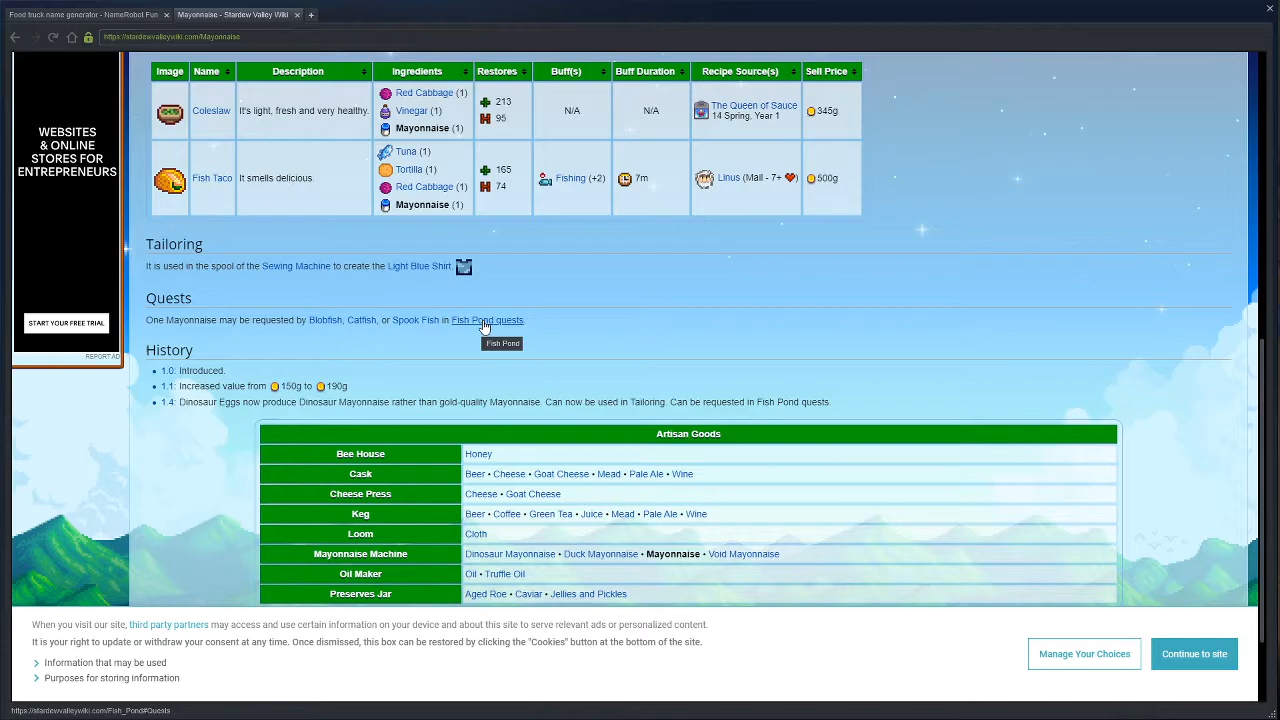 Food truck name generator - NameRobot Fun
Mayonnaise - Stardew Valley Wiki
https://stardewvalleywiki.com/Mayonnaise
WEBSITES
& ONLINE
STORES FOR
ENTREPRENEURS
START YOUR FREE TRIAL
REPORT AD
Image Name Description Ingredients Restores Buff(s) Buff Duration Recipe Source(s) Sell Price
Coleslaw It's light, fresh and very healthy. Red Cabbage (1) Vinegar (1) Mayonnaise (1) 213 95 N/A N/A The Queen of Sauce 14 Spring, Year 1 345g
Fish Taco It smells delicious. Tuna (1) Tortilla (1) Red Cabbage (1) Mayonnaise (1) 165 74 Fishing (+2) 7m Linus (Mail - 7+ ) 500g
Tailoring
It is used in the spool of the Sewing Machine to create the Light Blue Shirt.
Quests
One Mayonnaise may be requested by Blobfish, Catfish, or Spook Fish in Fish Pond quests.
Fish Pond
History
• 1.0: Introduced.
• 1.1: Increased value from 150g to 190g
• 1.4: Dinosaur Eggs now produce Dinosaur Mayonnaise rather than gold-quality Mayonnaise. Can now be used in Tailoring. Can be requested in Fish Pond quests.
Artisan Goods
Bee House Honey
Cask Beer • Cheese • Goat Cheese • Mead • Pale Ale • Wine
Cheese Press Cheese • Goat Cheese
Keg Beer • Coffee • Green Tea • Juice • Mead • Pale Ale • Wine
Loom Cloth
Mayonnaise Machine Dinosaur Mayonnaise • Duck Mayonnaise • Mayonnaise • Void Mayonnaise
Oil Maker Oil • Truffle Oil
Preserves Jar Aged Roe • Caviar • Jellies and Pickles
When you visit our site, third party partners may access and use certain information on your device and about this site to serve relevant ads or personalized content.
It is your right to update or withdraw your consent at any time. Once dismissed, this box can be restored by clicking the "Cookies" button at the bottom of the site.
Information that may be used
Purposes for storing information
Manage Your Choices
Continue to site
https://stardewvalleywiki.com/Fish_Pond#Quests